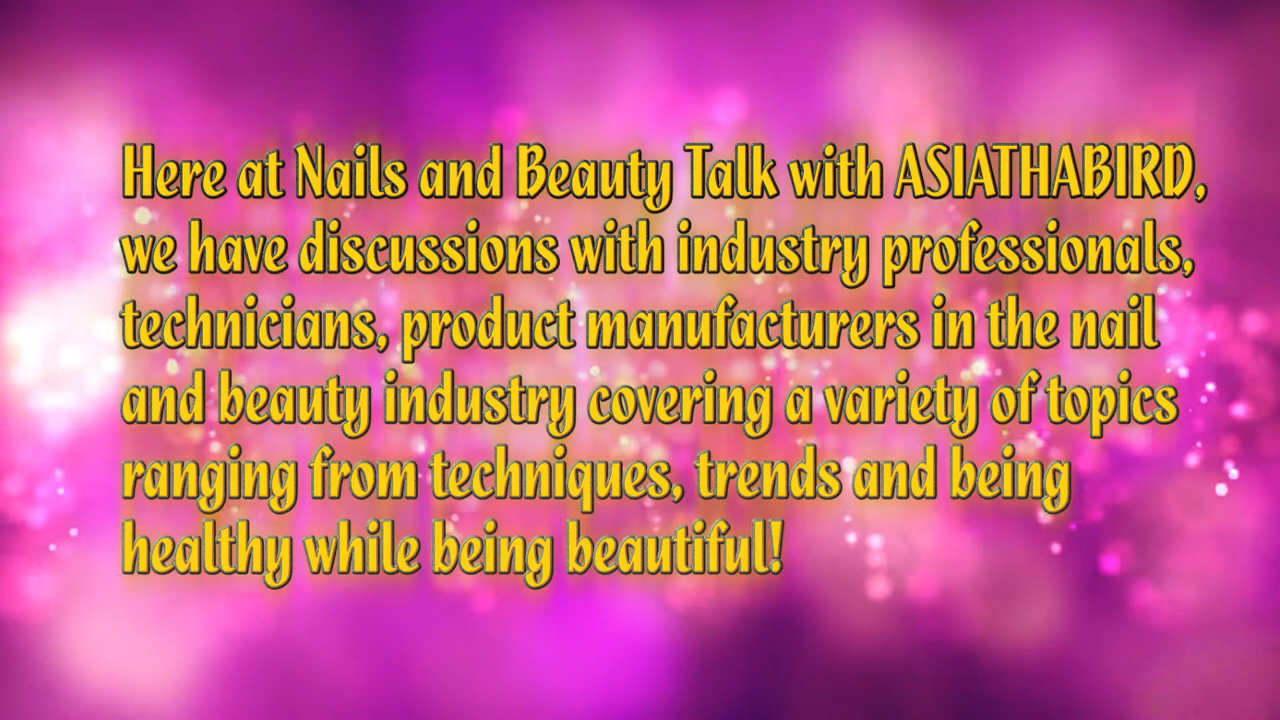 Here at Nails and Beauty Talk with ASIATHABIRD,
we have discussions with industry professionals,
technicians, product manufacturers in the nail
and beauty industry covering a variety of topics
ranging from techniques, trends and being
healthy while being beautiful!